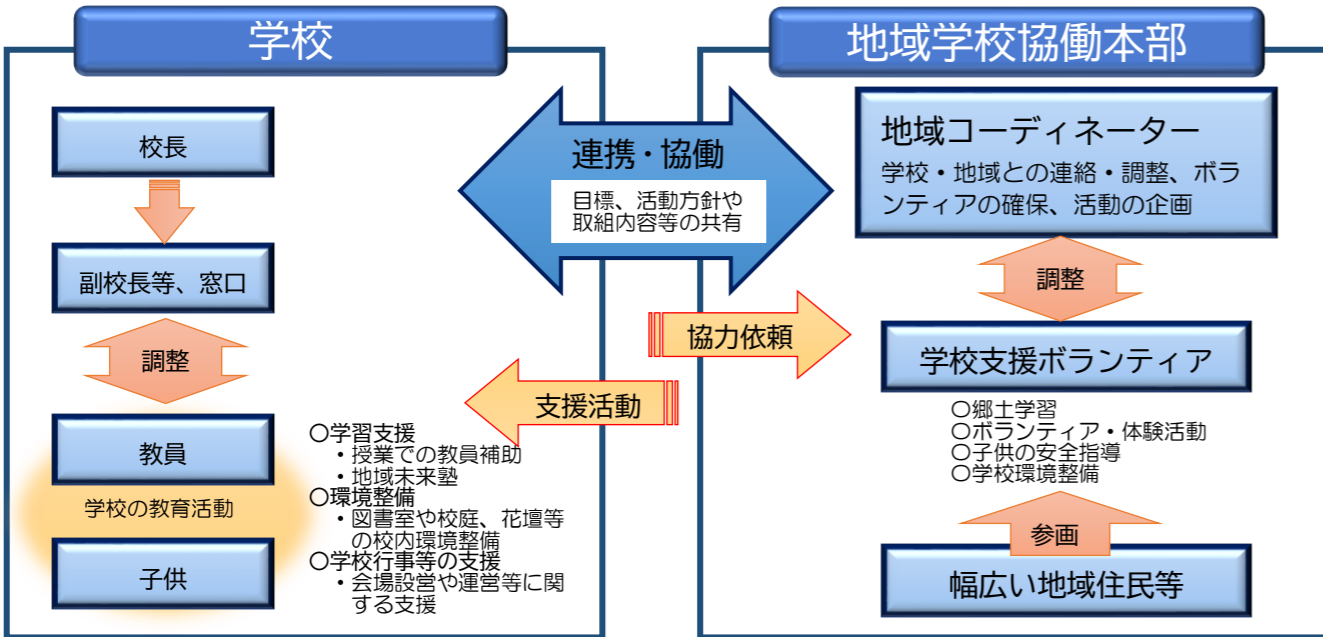 学校
校長
副校長等、窓口
調整
教員
学校の教育活動
子供
〇学習支援
・授業での教員補助
・地域未来塾
〇環境整備
・図書室や校庭、花壇等
の校内環境整備
〇学校行事等の支援
・会場設営や運営等に関
する支援
連携・協働
目標、活動方針や
取組内容等の共有
協力依頼
支援活動
地域学校協働本部
地域コーディネーター
学校・地域との連絡・調整、ボラ
ンティアの確保、活動の企画
調整
学校支援ボランティア
〇郷土学習
〇ボランティア・体験活動
〇子供の安全指導
〇学校環境整備
参画
幅広い地域住民等